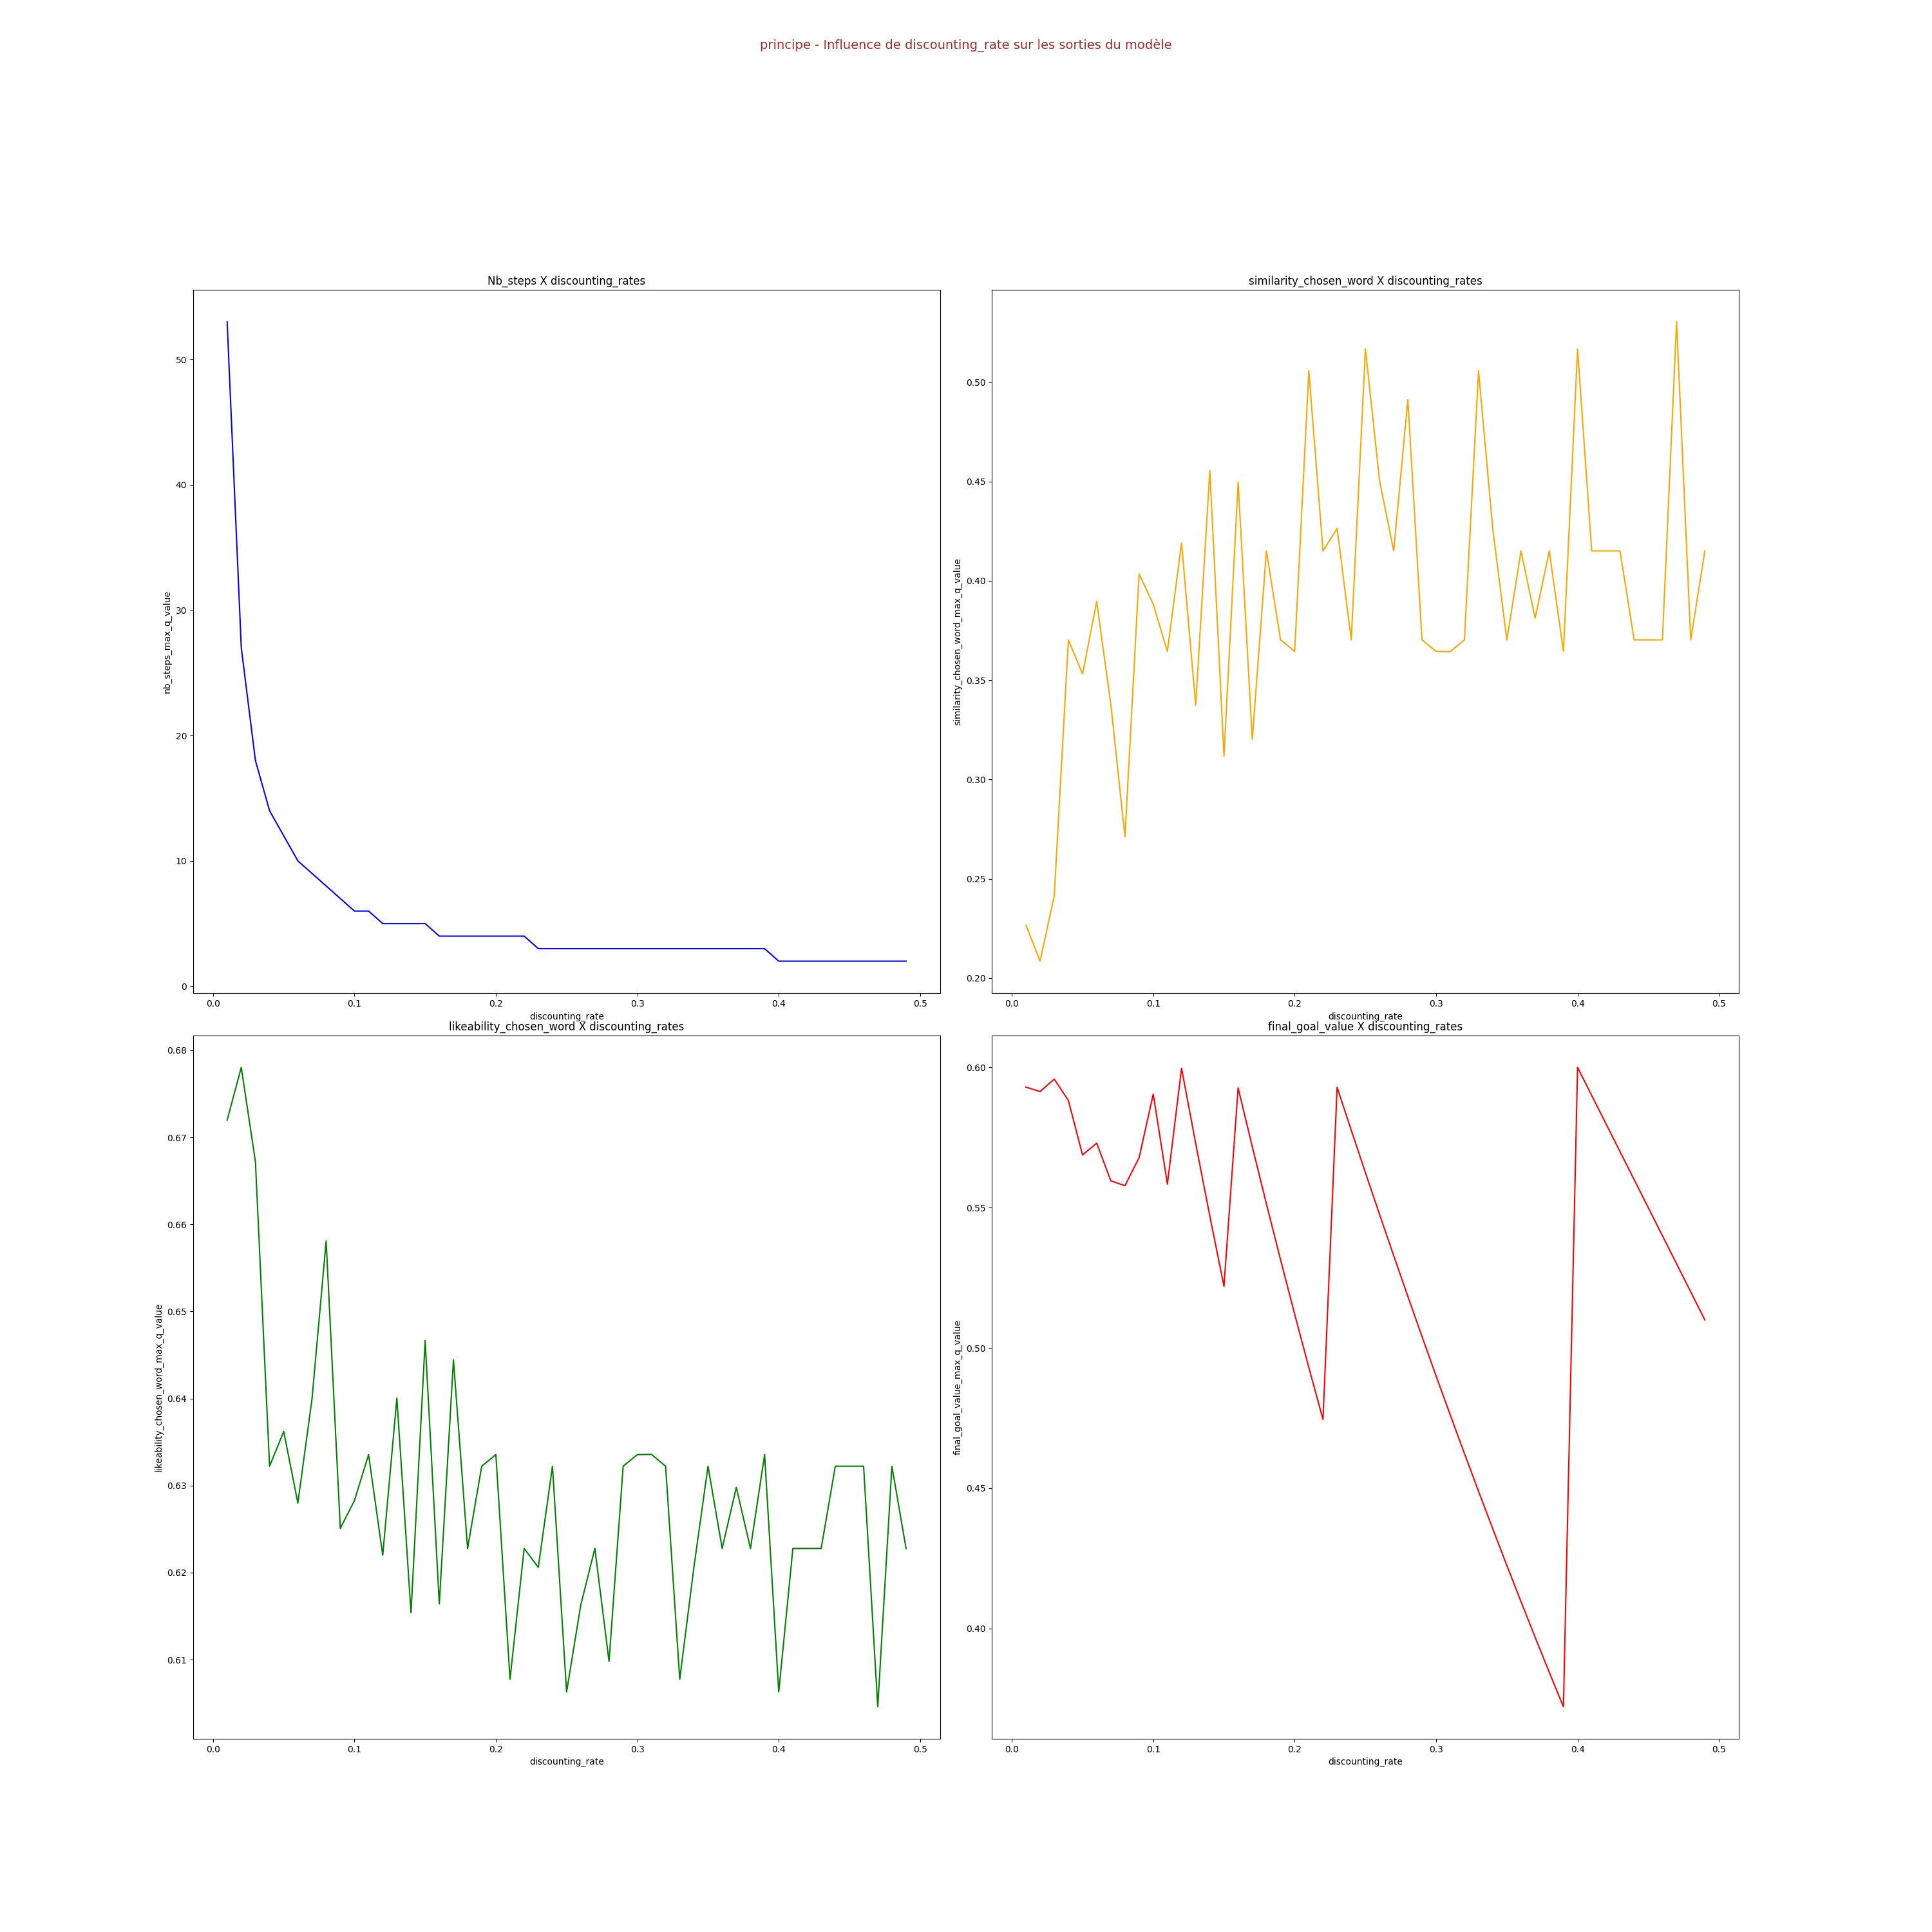 principe - Influence de discounting_rate sur les sorties du modèle
Nb_steps X discounting_rates
nb_steps_max_q_value
50
40
30
20
10
0
0.0 0.1 0.2 0.3 0.4 0.5
discounting_rate
similarity_chosen_word X discounting_rates
similarity_chosen_word_max_q_value
0.50
0.45
0.40
0.35
0.30
0.25
0.20
0.0 0.1 0.2 0.3 0.4 0.5
discounting_rate
likeability_chosen_word X discounting_rates
likeability_chosen_word_max_q_value
0.68
0.67
0.66
0.65
0.64
0.63
0.62
0.61
0.0 0.1 0.2 0.3 0.4 0.5
discounting_rate
final_goal_value X discounting_rates
final_goal_value_max_q_value
0.60
0.55
0.50
0.45
0.40
0.0 0.1 0.2 0.3 0.4 0.5
discounting_rate